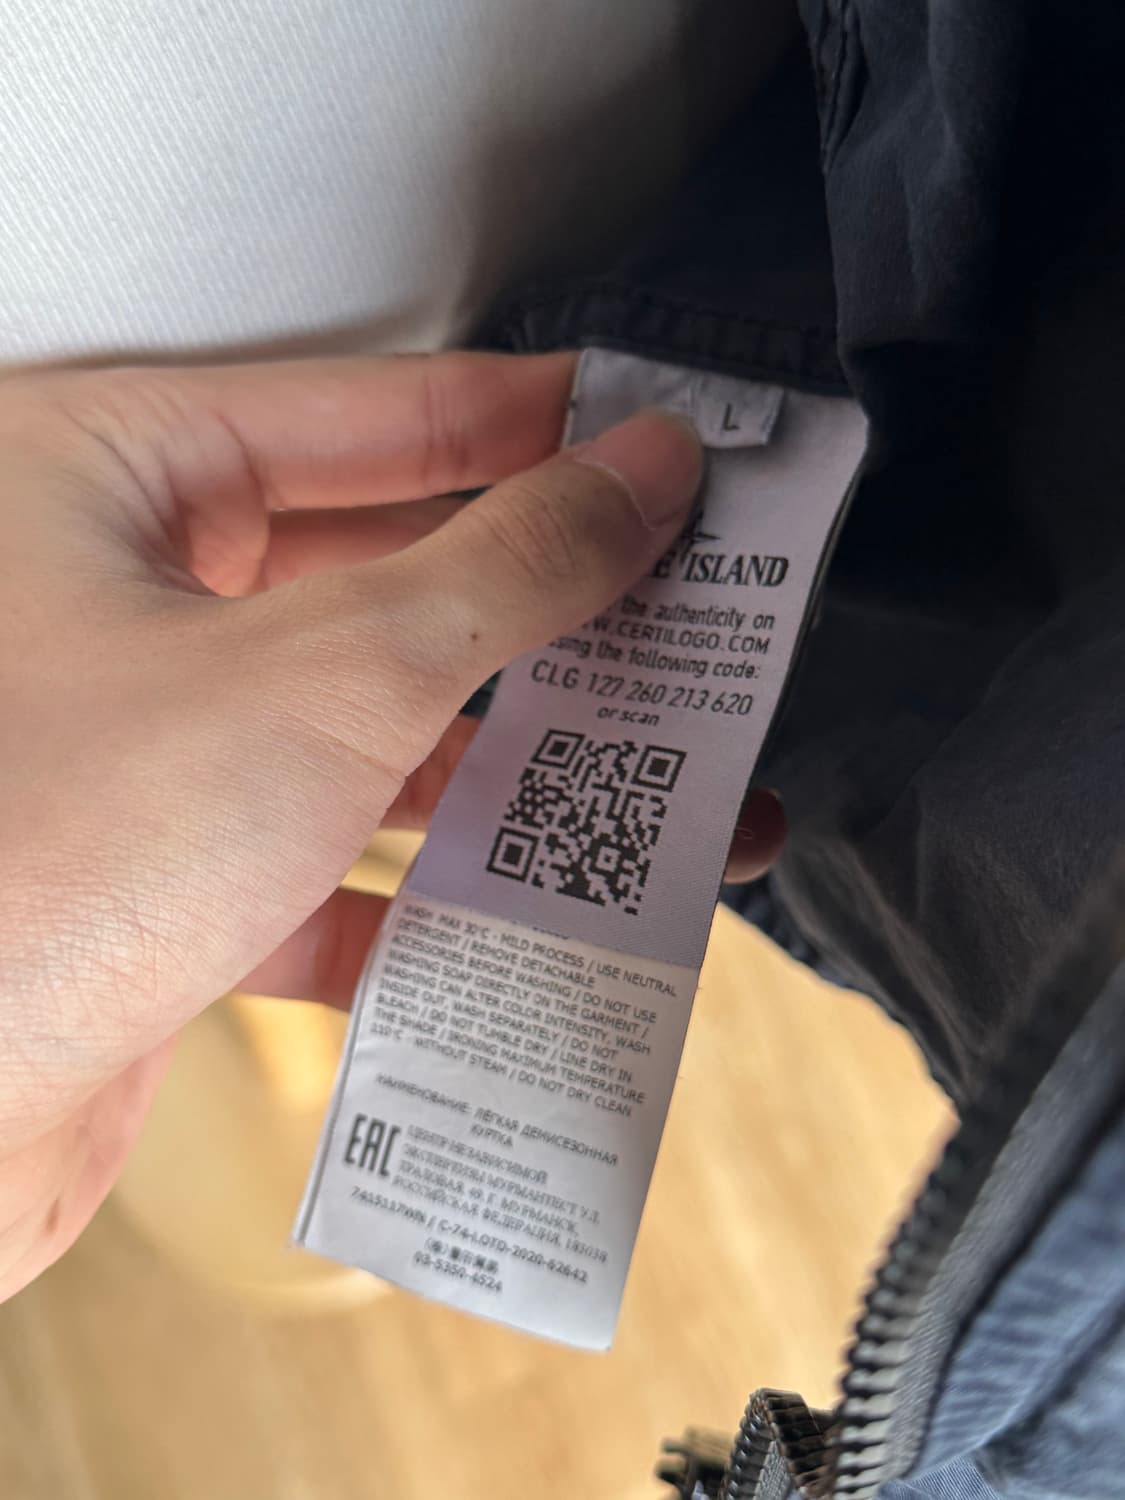 L
ISLAND
the authenticity on
W.CERTILOGO.COM
the following code:
CLG 127 260 213 620
or scan
WASH MAX 30°C - MILD PROCESS / USE NEUTRAL
DETERGENT / REMOVE DETACHABLE
ACCESSORIES BEFORE WASHING / DO NOT USE
WASHING SOAP DIRECTLY ON THE GARMENT /
WASHING CAN ALTER COLOR INTENSITY, WASH
INSIDE OUT, WASH SEPARATELY / DO NOT
BLEACH / DO NOT TUMBLE DRY / LINE DRY IN
THE SHADE / IRONING MAXIMUM TEMPERATURE
110°C - WITHOUT STEAM / DO NOT DRY CLEAN
НАИМЕНОВАНИЕ: ЛЁГКАЯ ДЕМИСЕЗОННАЯ
КУРТКА
EAC
ЦЕНТР НЕЗАВИСИМОЙ
ЭКСПЕРТИЗЫ МУРМАНТЕСТ УЛ.
ТРАЛОВАЯ, Г. МУРМАНСК,
РОССИЙСКАЯ ФЕДЕРАЦИЯ, 183038
7415117WN / C-74-LOTD-2020-62642
03-5350-4524